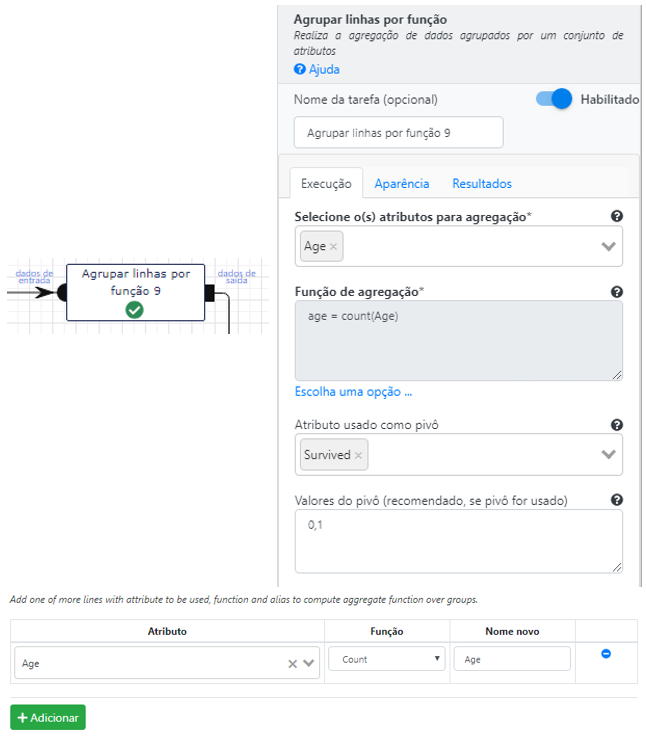 Agrupar linhas por função
Realiza a agregação de dados agrupados por um conjunto de
atributos
Ajuda
Nome da tarefa (opcional)
Habilitado
Agrupar linhas por função 9
Execução
Aparência
Resultados
Selecione o(s) atributos para agregação*
Age ×
Função de agregação*
age = count(Age)
Escolha uma opção ...
Atributo usado como pivô
Survived ×
Valores do pivô (recomendado, se pivô for usado)
0,1
dados de
entrada
Agrupar linhas por
função 9
dados de
saída
Add one of more lines with attribute to be used, function and alias to compute aggregate function over groups.
Atributo
Função
Nome novo
Age
Count
Age
+ Adicionar